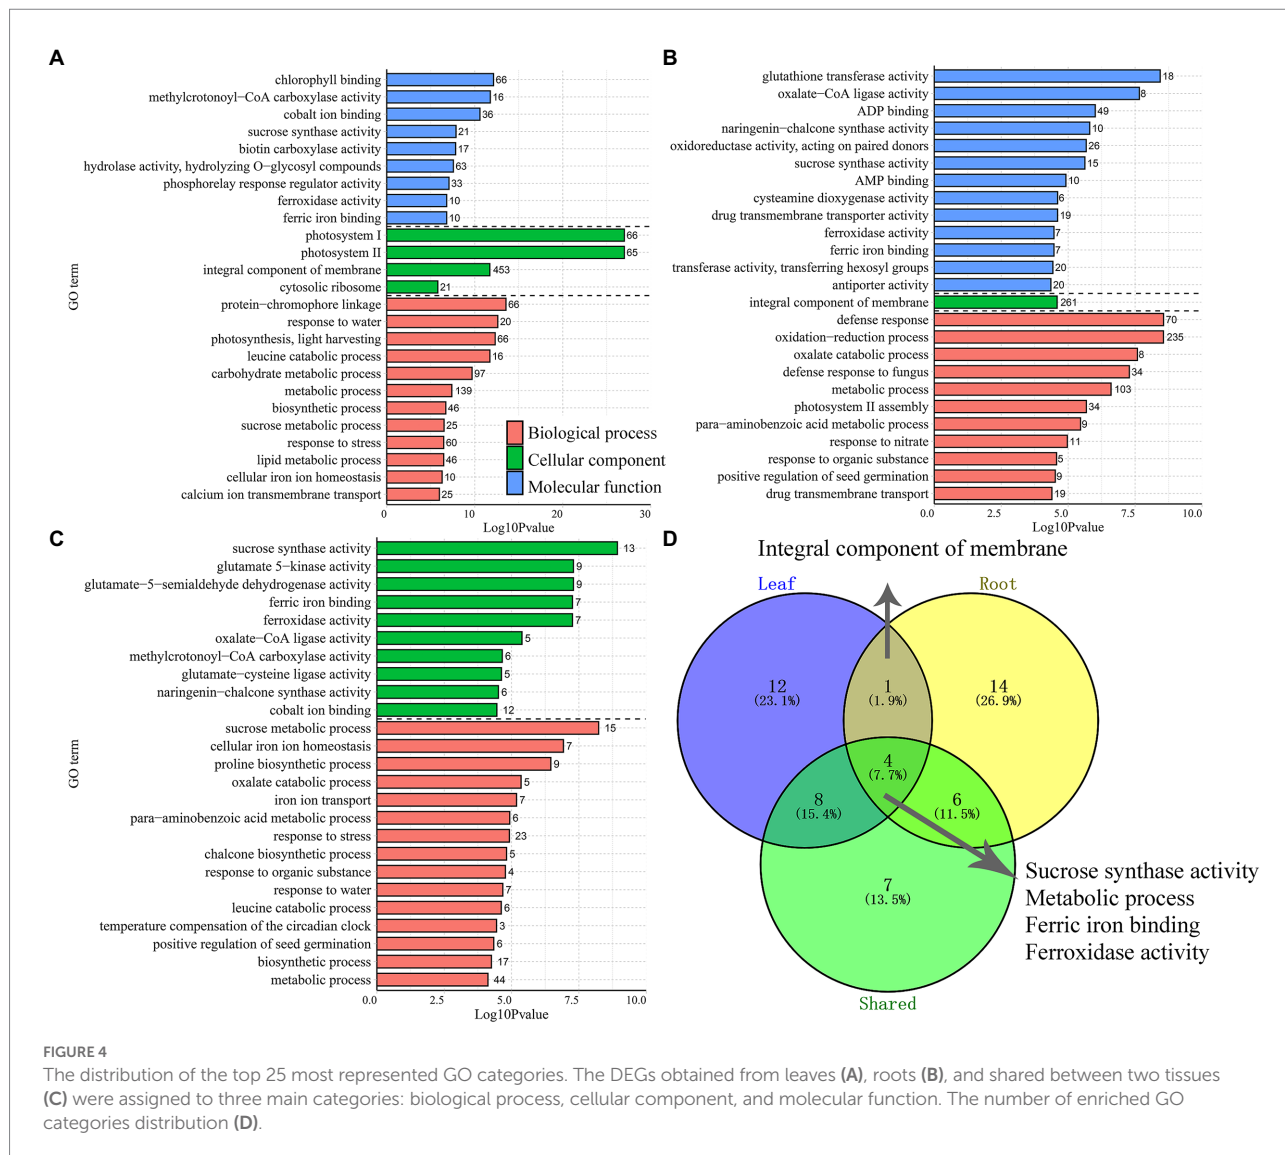 A
chlorophyll binding 66
methylcrotonoyl−CoA carboxylase activity 16
cobalt ion binding 36
sucrose synthase activity 21
biotin carboxylase activity 17
hydrolase activity, hydrolyzing O−glycosyl compounds 63
phosphorelay response regulator activity 33
ferroxidase activity 10
ferric iron binding 10
photosystem I 66
photosystem II 65
integral component of membrane 453
cytosolic ribosome 21
protein−chromophore linkage 66
response to water 20
photosynthesis, light harvesting 66
leucine catabolic process 16
carbohydrate metabolic process 97
metabolic process 139
biosynthetic process 46
sucrose metabolic process 25
response to stress 60
lipid metabolic process 46
cellular iron ion homeostasis 10
calcium ion transmembrane transport 25
GO term
Biological process
Cellular component
Molecular function
0 10 20 30
Log10Pvalue
B
glutathione transferase activity 18
oxalate−CoA ligase activity 8
ADP binding 49
naringenin−chalcone synthase activity 10
oxidoreductase activity, acting on paired donors 26
sucrose synthase activity 15
AMP binding 10
cysteamine dioxygenase activity 6
drug transmembrane transporter activity 19
ferroxidase activity 7
ferric iron binding 7
transferase activity, transferring hexosyl groups 20
antiporter activity 20
integral component of membrane 261
defense response 70
oxidation−reduction process 235
oxalate catabolic process 8
defense response to fungus 34
metabolic process 103
photosystem II assembly 34
para−aminobenzoic acid metabolic process 9
response to nitrate 11
response to organic substance 5
positive regulation of seed germination 9
drug transmembrane transport 19
0.0 2.5 5.0 7.5 10.0
Log10Pvalue
C
sucrose synthase activity 13
glutamate 5−kinase activity 9
glutamate−5−semialdehyde dehydrogenase activity 9
ferric iron binding 7
ferroxidase activity 7
oxalate−CoA ligase activity 5
methylcrotonoyl−CoA carboxylase activity 6
glutamate−cysteine ligase activity 5
naringenin−chalcone synthase activity 6
cobalt ion binding 12
sucrose metabolic process 15
cellular iron ion homeostasis 7
proline biosynthetic process 9
oxalate catabolic process 5
iron ion transport 7
para−aminobenzoic acid metabolic process 6
response to stress 23
chalcone biosynthetic process 5
response to organic substance 4
response to water 7
leucine catabolic process 6
temperature compensation of the circadian clock 3
positive regulation of seed germination 6
biosynthetic process 17
metabolic process 44
GO term
0.0 2.5 5.0 7.5 10.0
Log10Pvalue
D
Integral component of membrane
Leaf Root
12 1 14
(23.1%) (1.9%) (26.9%)
4
(7.7%)
8 6
(15.4%) (11.5%)
7
(13.5%)
Sucrose synthase activity
Metabolic process
Ferric iron binding
Ferroxidase activity
Shared
FIGURE 4
The distribution of the top 25 most represented GO categories. The DEGs obtained from leaves (A), roots (B), and shared between two tissues
(C) were assigned to three main categories: biological process, cellular component, and molecular function. The number of enriched GO
categories distribution (D).